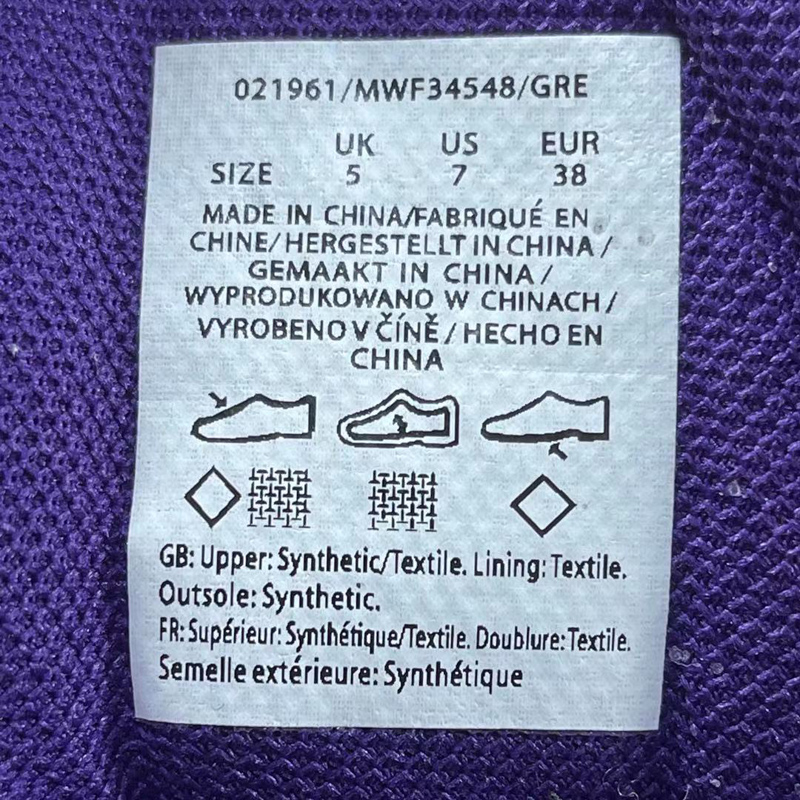 021961/MWF34548/GRE
UK US EUR
SIZE 5 7 38
MADE IN CHINA/FABRIQUÉ EN
CHINE/HERGESTELLT IN CHINA/
GEMAAKT IN CHINA/
WYPRODUKOWANO W CHINACH/
VYROBENO V ČÍNĚ/HECHO EN
CHINA
GB: Upper: Synthetic/Textile. Lining: Textile.
Outsole: Synthetic.
FR: Supérieur: Synthétique/Textile. Doublure: Textile.
Semelle extérieure: Synthétique